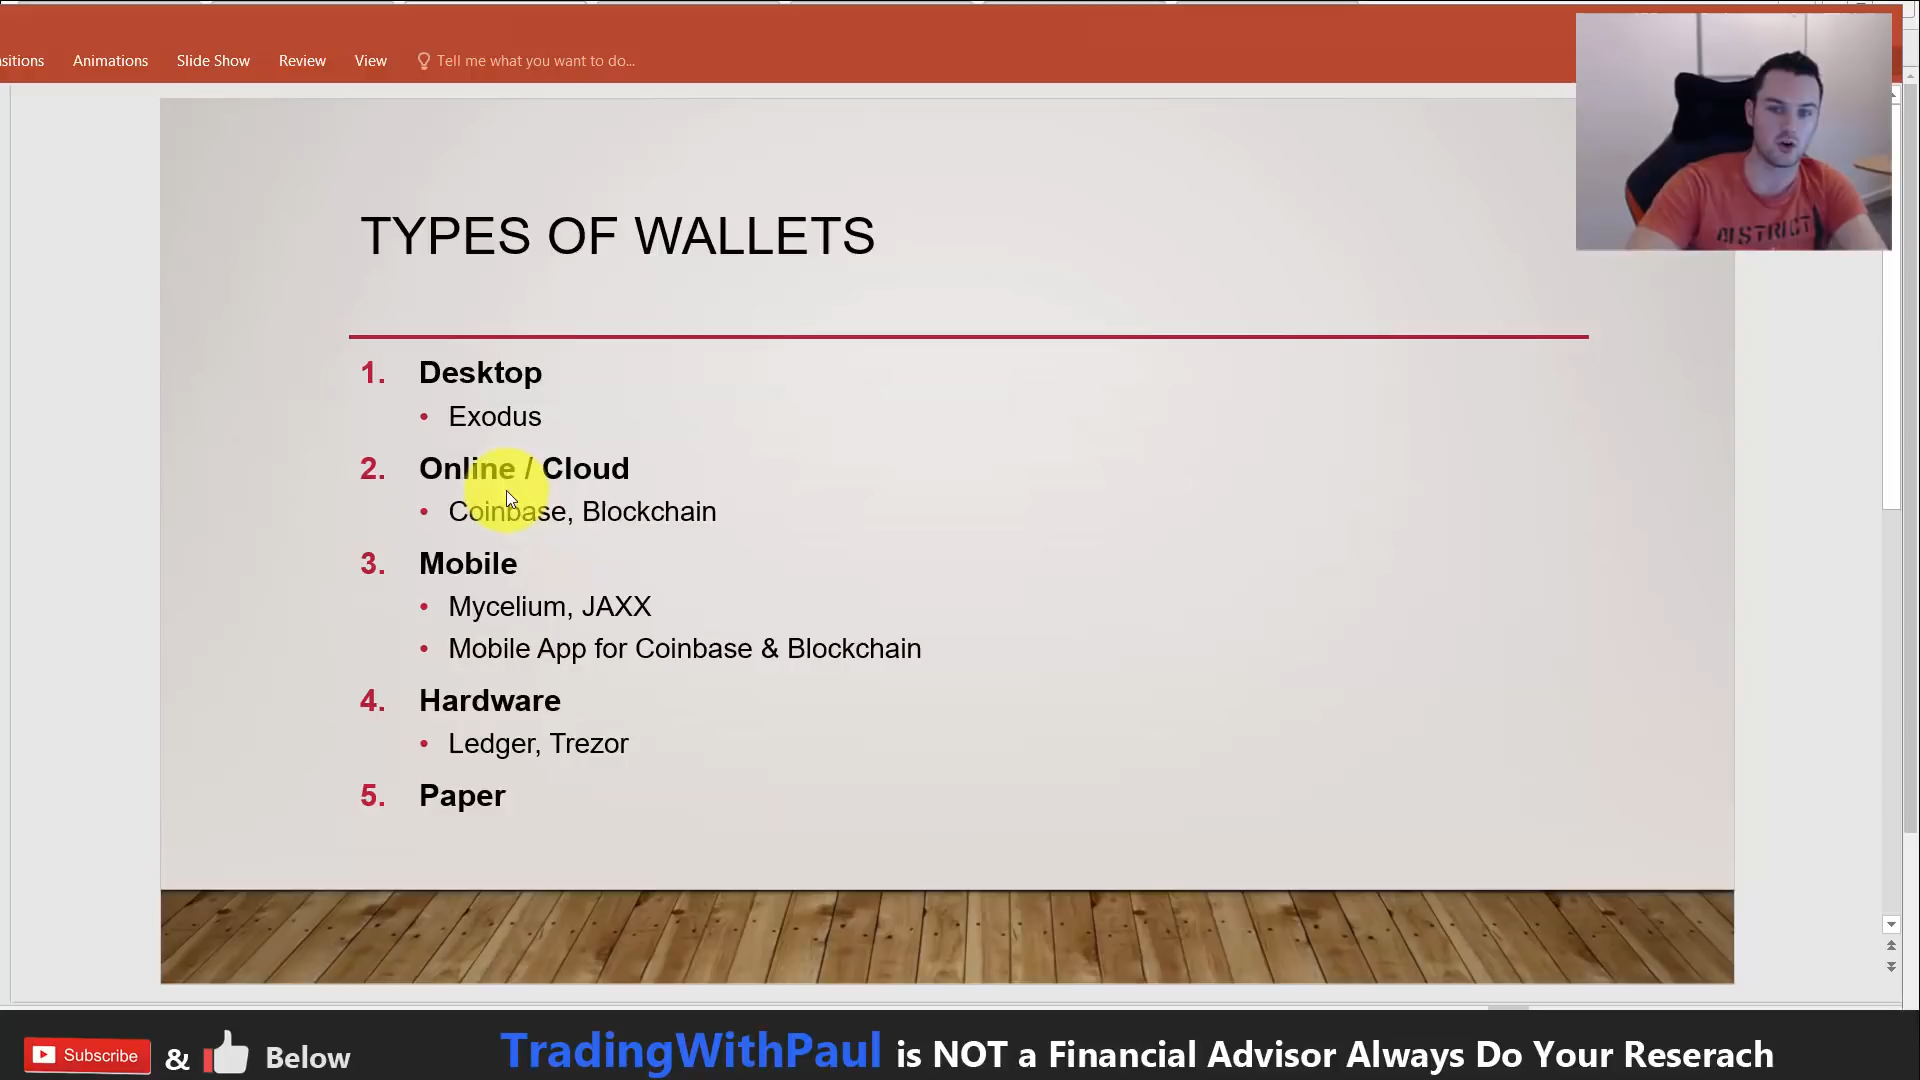 sitions Animations Slide Show Review View Tell me what you want to do...
TYPES OF WALLETS
1. Desktop
• Exodus
2. Online / Cloud
• Coinbase, Blockchain
3. Mobile
• Mycelium, JAXX
• Mobile App for Coinbase & Blockchain
4. Hardware
• Ledger, Trezor
5. Paper
DISTRICT
Subscribe & Below TradingWithPaul is NOT a Financial Advisor Always Do Your Reserach